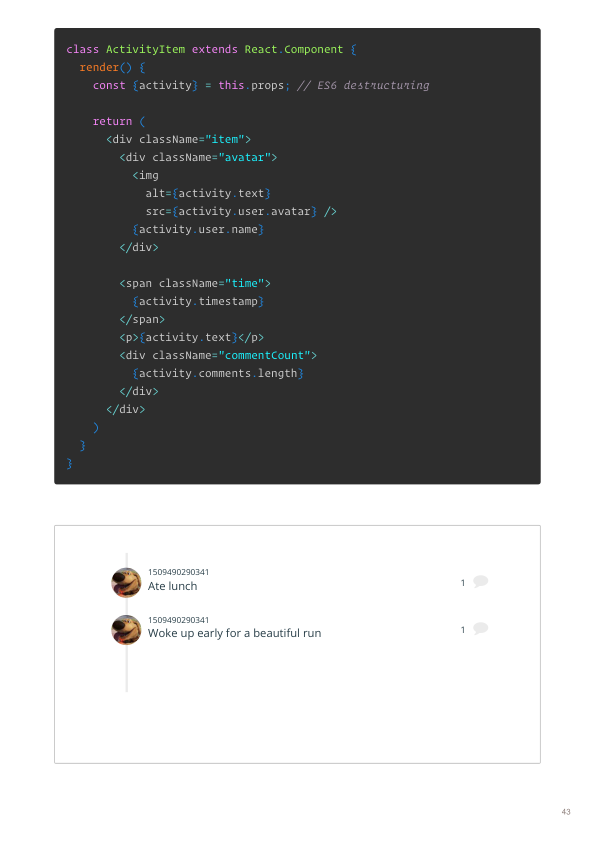 class ActivityItem extends React.Component {
  render() {
    const {activity} = this.props; // ES6 destructuring

    return (
      <div className="item">
        <div className="avatar">
          <img
            alt={activity.text}
            src={activity.user.avatar} />
          {activity.user.name}
        </div>

        <span className="time">
          {activity.timestamp}
        </span>
        <p>{activity.text}</p>
        <div className="commentCount">
          {activity.comments.length}
        </div>
      </div>
    )
  }
}
1509490290341
Ate lunch
1
1509490290341
Woke up early for a beautiful run
1
43